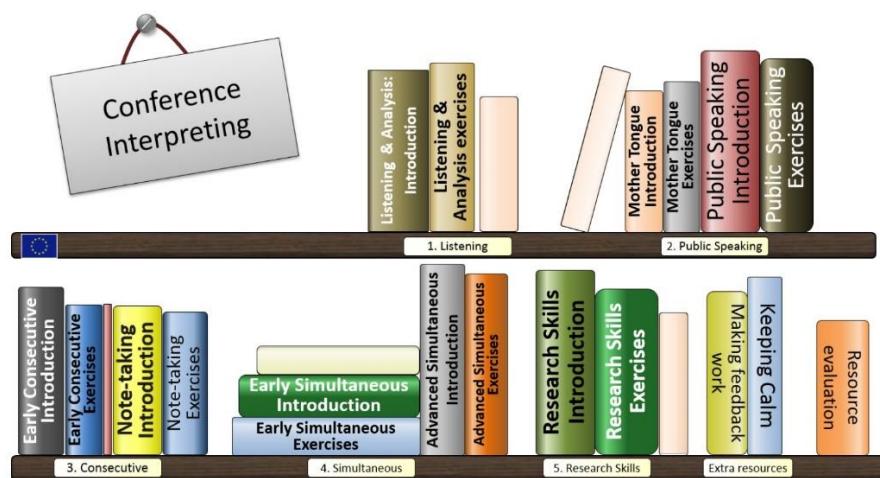 Conference
Interpreting
Listening & Analysis:
Introduction
Listening &
Analysis exercises
Mother Tongue
Introduction
Mother Tongue
Exercises
Public Speaking
Introduction
Public Speaking
Exercises
1. Listening
2. Public Speaking
Early Consecutive
Introduction
Early Consecutive
Exercises
Note-taking
Introduction
Note-taking
Exercises
Early Simultaneous
Introduction
Early Simultaneous
Exercises
Advanced Simultaneous
Introduction
Advanced Simultaneous
Exercises
Research Skills
Introduction
Research Skills
Exercises
Making feedback
work
Keeping Calm
Resource
evaluation
3. Consecutive
4. Simultaneous
5. Research Skills
Extra resources